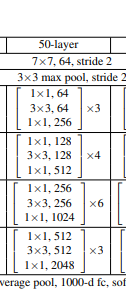 50-layer
7×7, 64, stride 2
3×3 max pool, stride 2
1×1, 64
3×3, 64 ×3
1×1, 256
1×1, 128
3×3, 128 ×4
1×1, 512
1×1, 256
3×3, 256 ×6
1×1, 1024
1×1, 512
3×3, 512 ×3
1×1, 2048
verage pool, 1000-d fc, sof